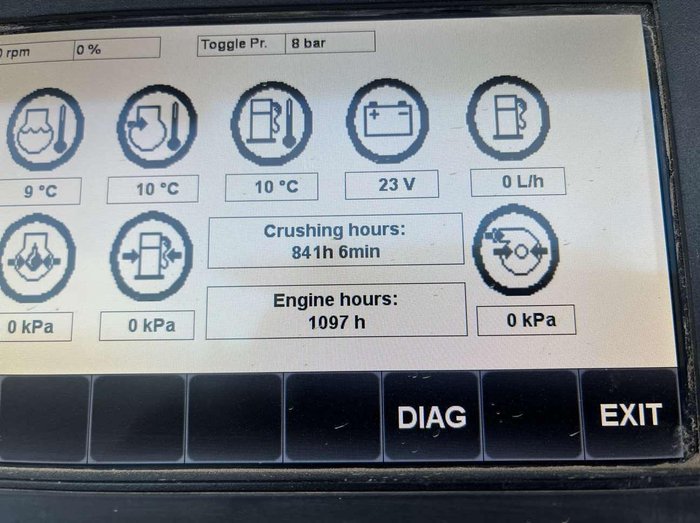 0 rpm 0 % Toggle Pr. 8 bar
9 °C 10 °C 10 °C 23 V 0 L/h
Crushing hours:
841h 6min
Engine hours:
1097 h
0 kPa 0 kPa 0 kPa
DIAG EXIT